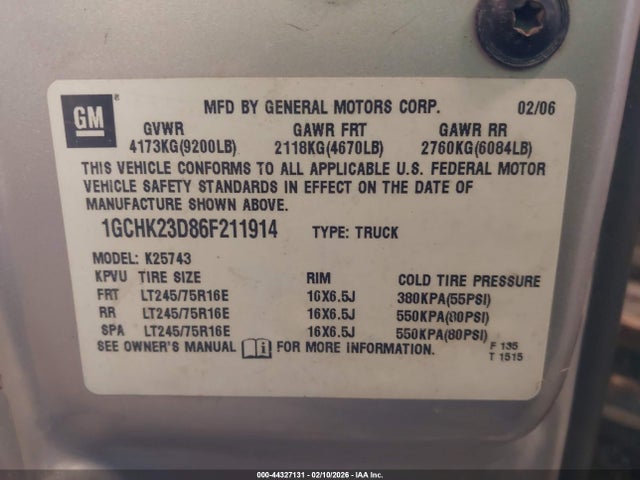 GM ®
MFD BY GENERAL MOTORS CORP. 02/06
GVWR GAWR FRT GAWR RR
4173KG(9200LB) 2118KG(4670LB) 2760KG(6084LB)
THIS VEHICLE CONFORMS TO ALL APPLICABLE U.S. FEDERAL MOTOR
VEHICLE SAFETY STANDARDS IN EFFECT ON THE DATE OF
MANUFACTURE SHOWN ABOVE.
1GCHK23D86F211914 TYPE: TRUCK
MODEL: K25743
KPVU TIRE SIZE RIM COLD TIRE PRESSURE
FRT LT245/75R16E 16X6.5J 380KPA(55PSI)
RR LT245/75R16E 16X6.5J 550KPA(80PSI)
SPA LT245/75R16E 16X6.5J 550KPA(80PSI)
SEE OWNER'S MANUAL i FOR MORE INFORMATION.
F 135
T 1515
000-44327131 - 02/10/2026 - IAA Inc.